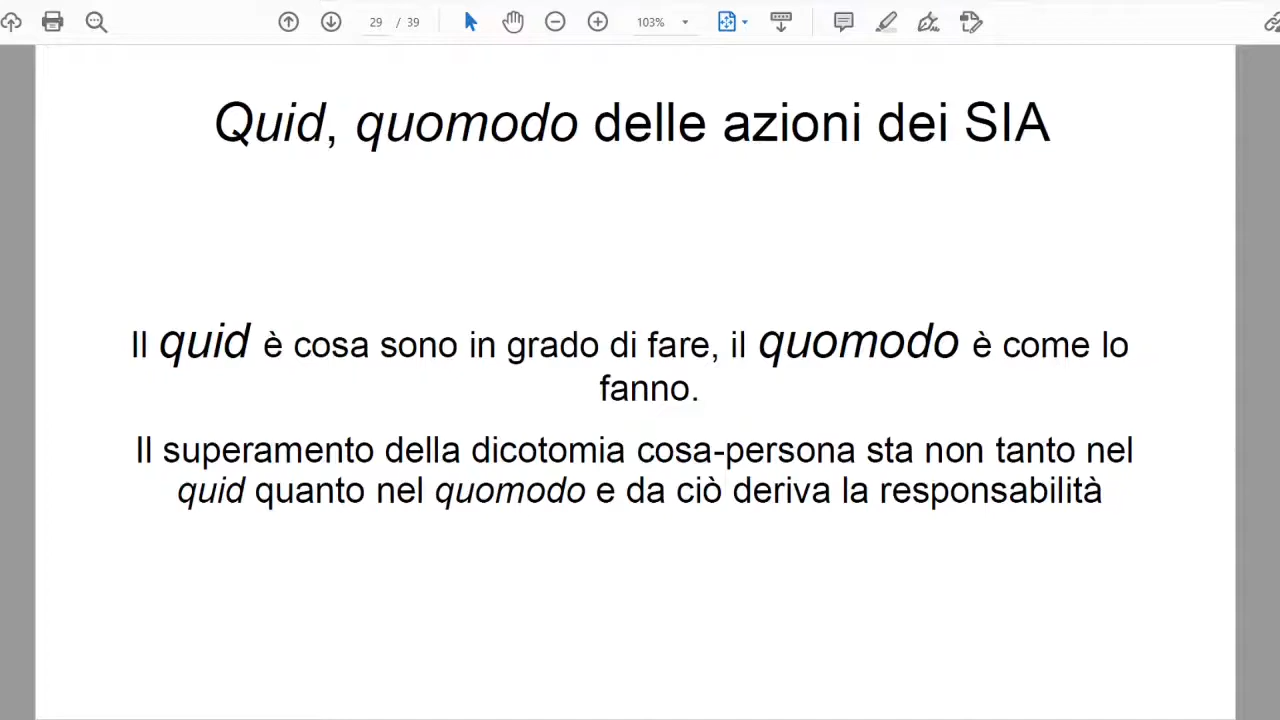 29 / 39
103%
Quid, quomodo delle azioni dei SIA
Il quid è cosa sono in grado di fare, il quomodo è come lo
fanno.
Il superamento della dicotomia cosa-persona sta non tanto nel
quid quanto nel quomodo e da ciò deriva la responsabilità